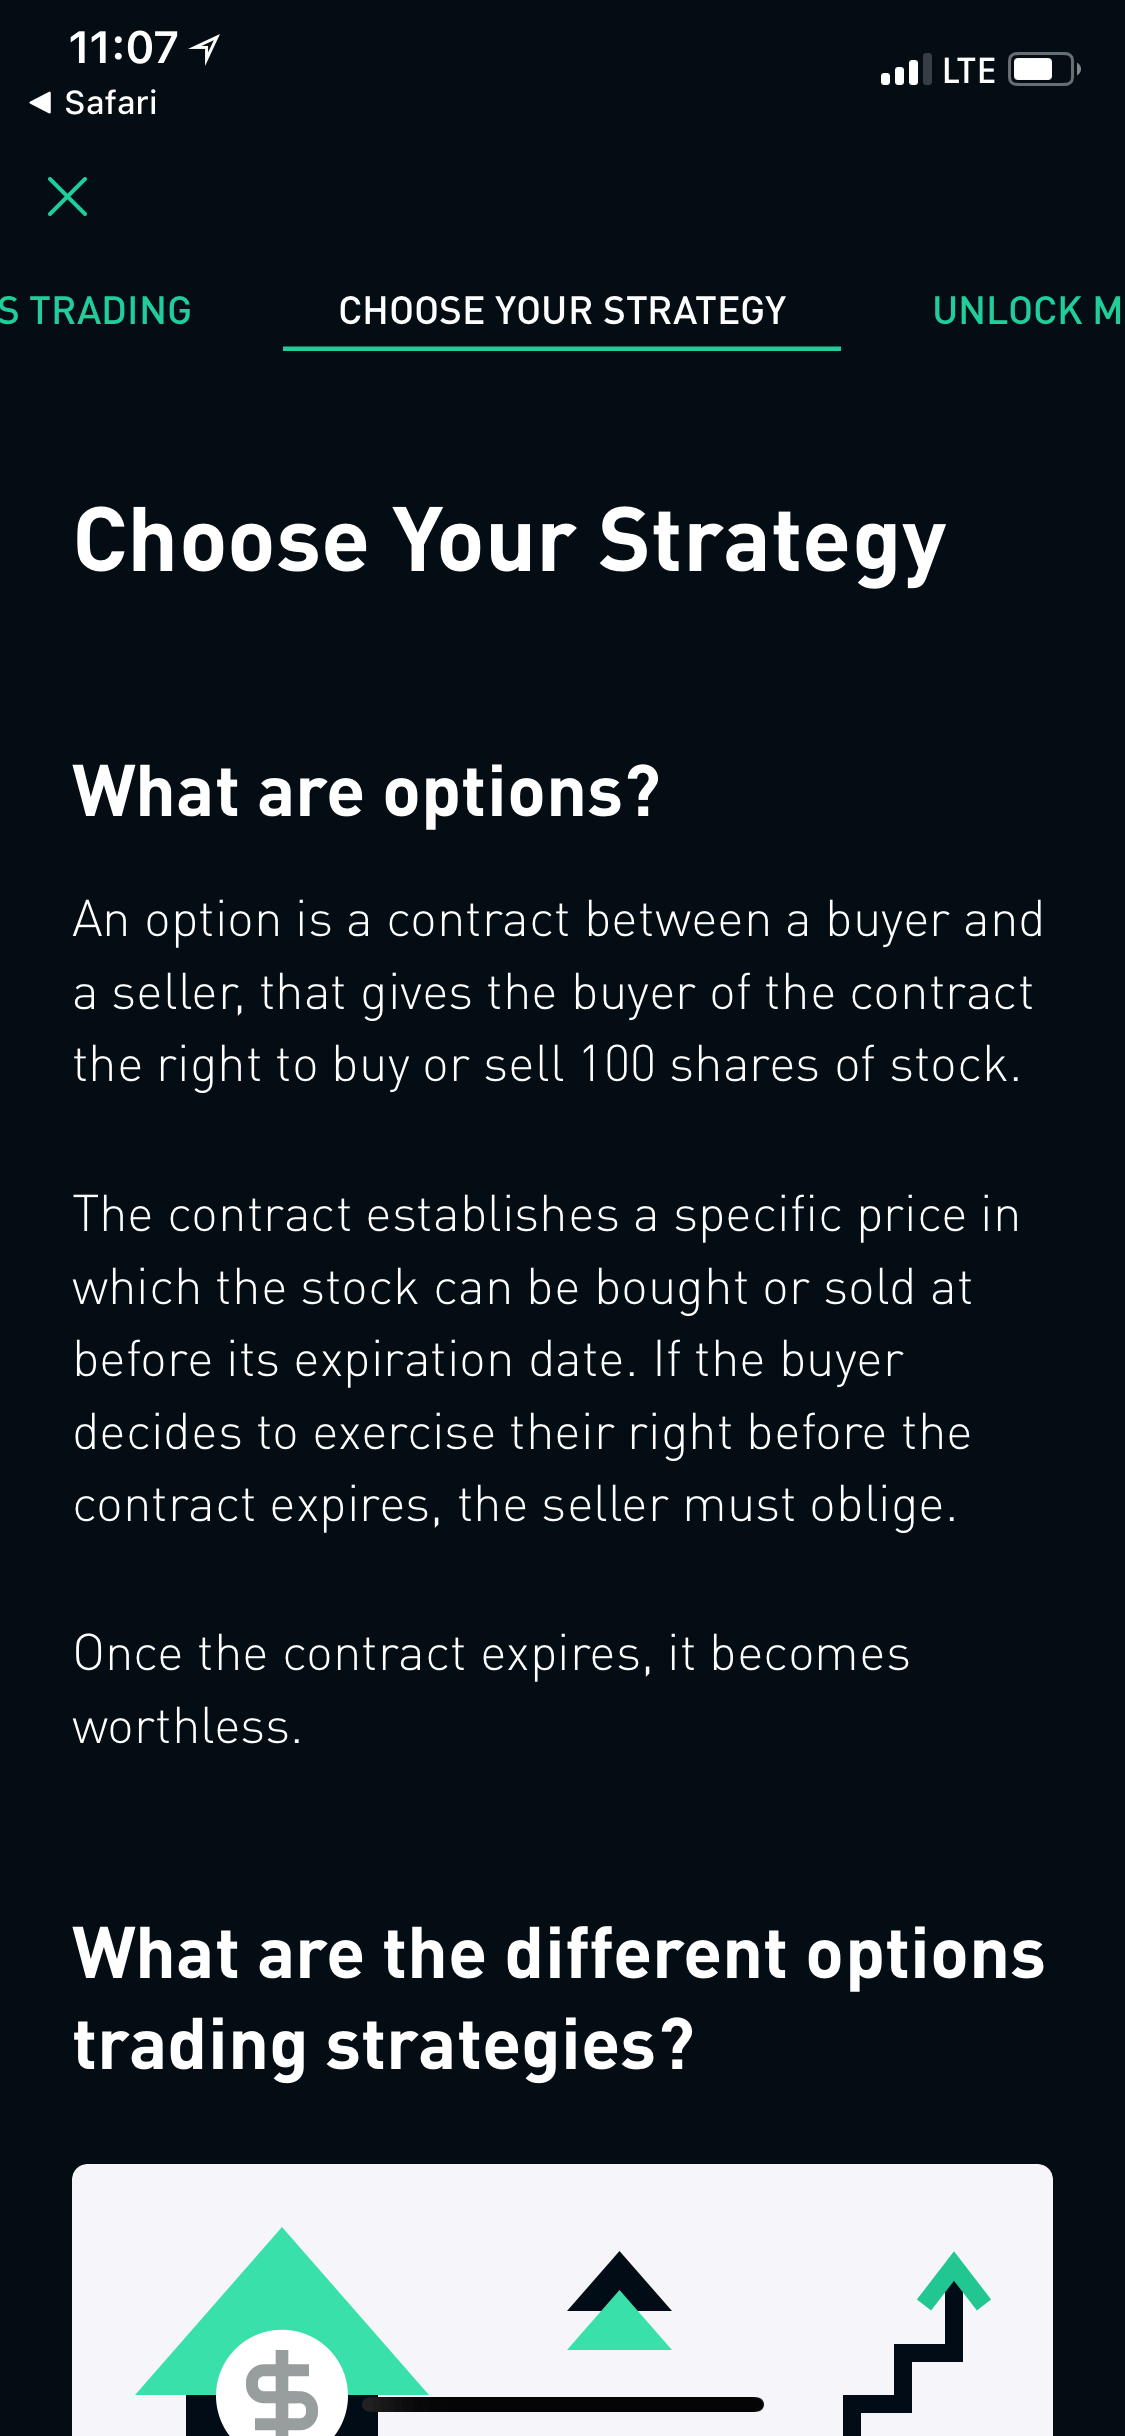 11:07
LTE
Safari
S TRADING
CHOOSE YOUR STRATEGY
UNLOCK M
Choose Your Strategy
What are options?
An option is a contract between a buyer and
a seller, that gives the buyer of the contract
the right to buy or sell 100 shares of stock.
The contract establishes a specific price in
which the stock can be bought or sold at
before its expiration date. If the buyer
decides to exercise their right before the
contract expires, the seller must oblige.
Once the contract expires, it becomes
worthless.
What are the different options
trading strategies?
$